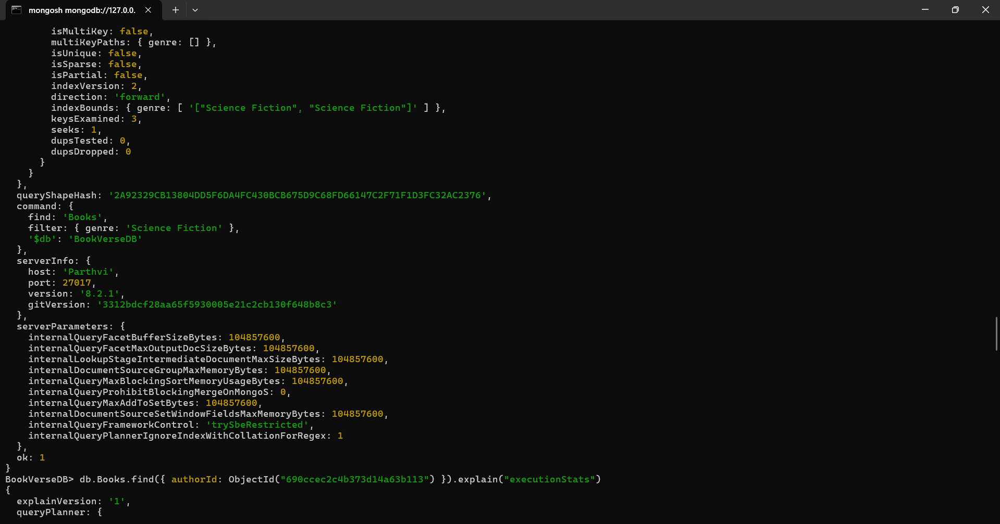 mongosh mongodb://127.0.0.
isMultiKey: false,
multiKeyPaths: { genre: [] },
isUnique: false,
isSparse: false,
isPartial: false,
indexVersion: 2,
direction: 'forward',
indexBounds: { genre: [ '["Science Fiction", "Science Fiction"]' ] },
keysExamined: 3,
seeks: 1,
dupsTested: 0,
dupsDropped: 0
}
}
},
queryShapeHash: '2A92329CB13804DD5F6DA4FC430BCB675D9C68FD66147C2F71F1D3FC32AC2376',
command: {
find: 'Books',
filter: { genre: 'Science Fiction' },
'$db': 'BookVerseDB'
},
serverInfo: {
host: 'Parthvi',
port: 27017,
version: '8.2.1',
gitVersion: '3312bdcf28aa65f5930005e21c2cb130f648b8c3'
},
serverParameters: {
internalQueryFacetBufferSizeBytes: 104857600,
internalQueryFacetMaxOutputDocSizeBytes: 104857600,
internalLookupStageIntermediateDocumentMaxSizeBytes: 104857600,
internalDocumentSourceGroupMaxMemoryBytes: 104857600,
internalQueryMaxBlockingSortMemoryUsageBytes: 104857600,
internalQueryProhibitBlockingMergeOnMongoS: 0,
internalQueryMaxAddToSetBytes: 104857600,
internalDocumentSourceSetWindowFieldsMaxMemoryBytes: 104857600,
internalQueryFrameworkControl: 'trySbeRestricted',
internalQueryPlannerIgnoreIndexWithCollationForRegex: 1
},
ok: 1
}
BookVerseDB> db.Books.find({ authorId: ObjectId("690ccec2c4b373d14a63b113") }).explain("executionStats")
{
explainVersion: '1',
queryPlanner: {